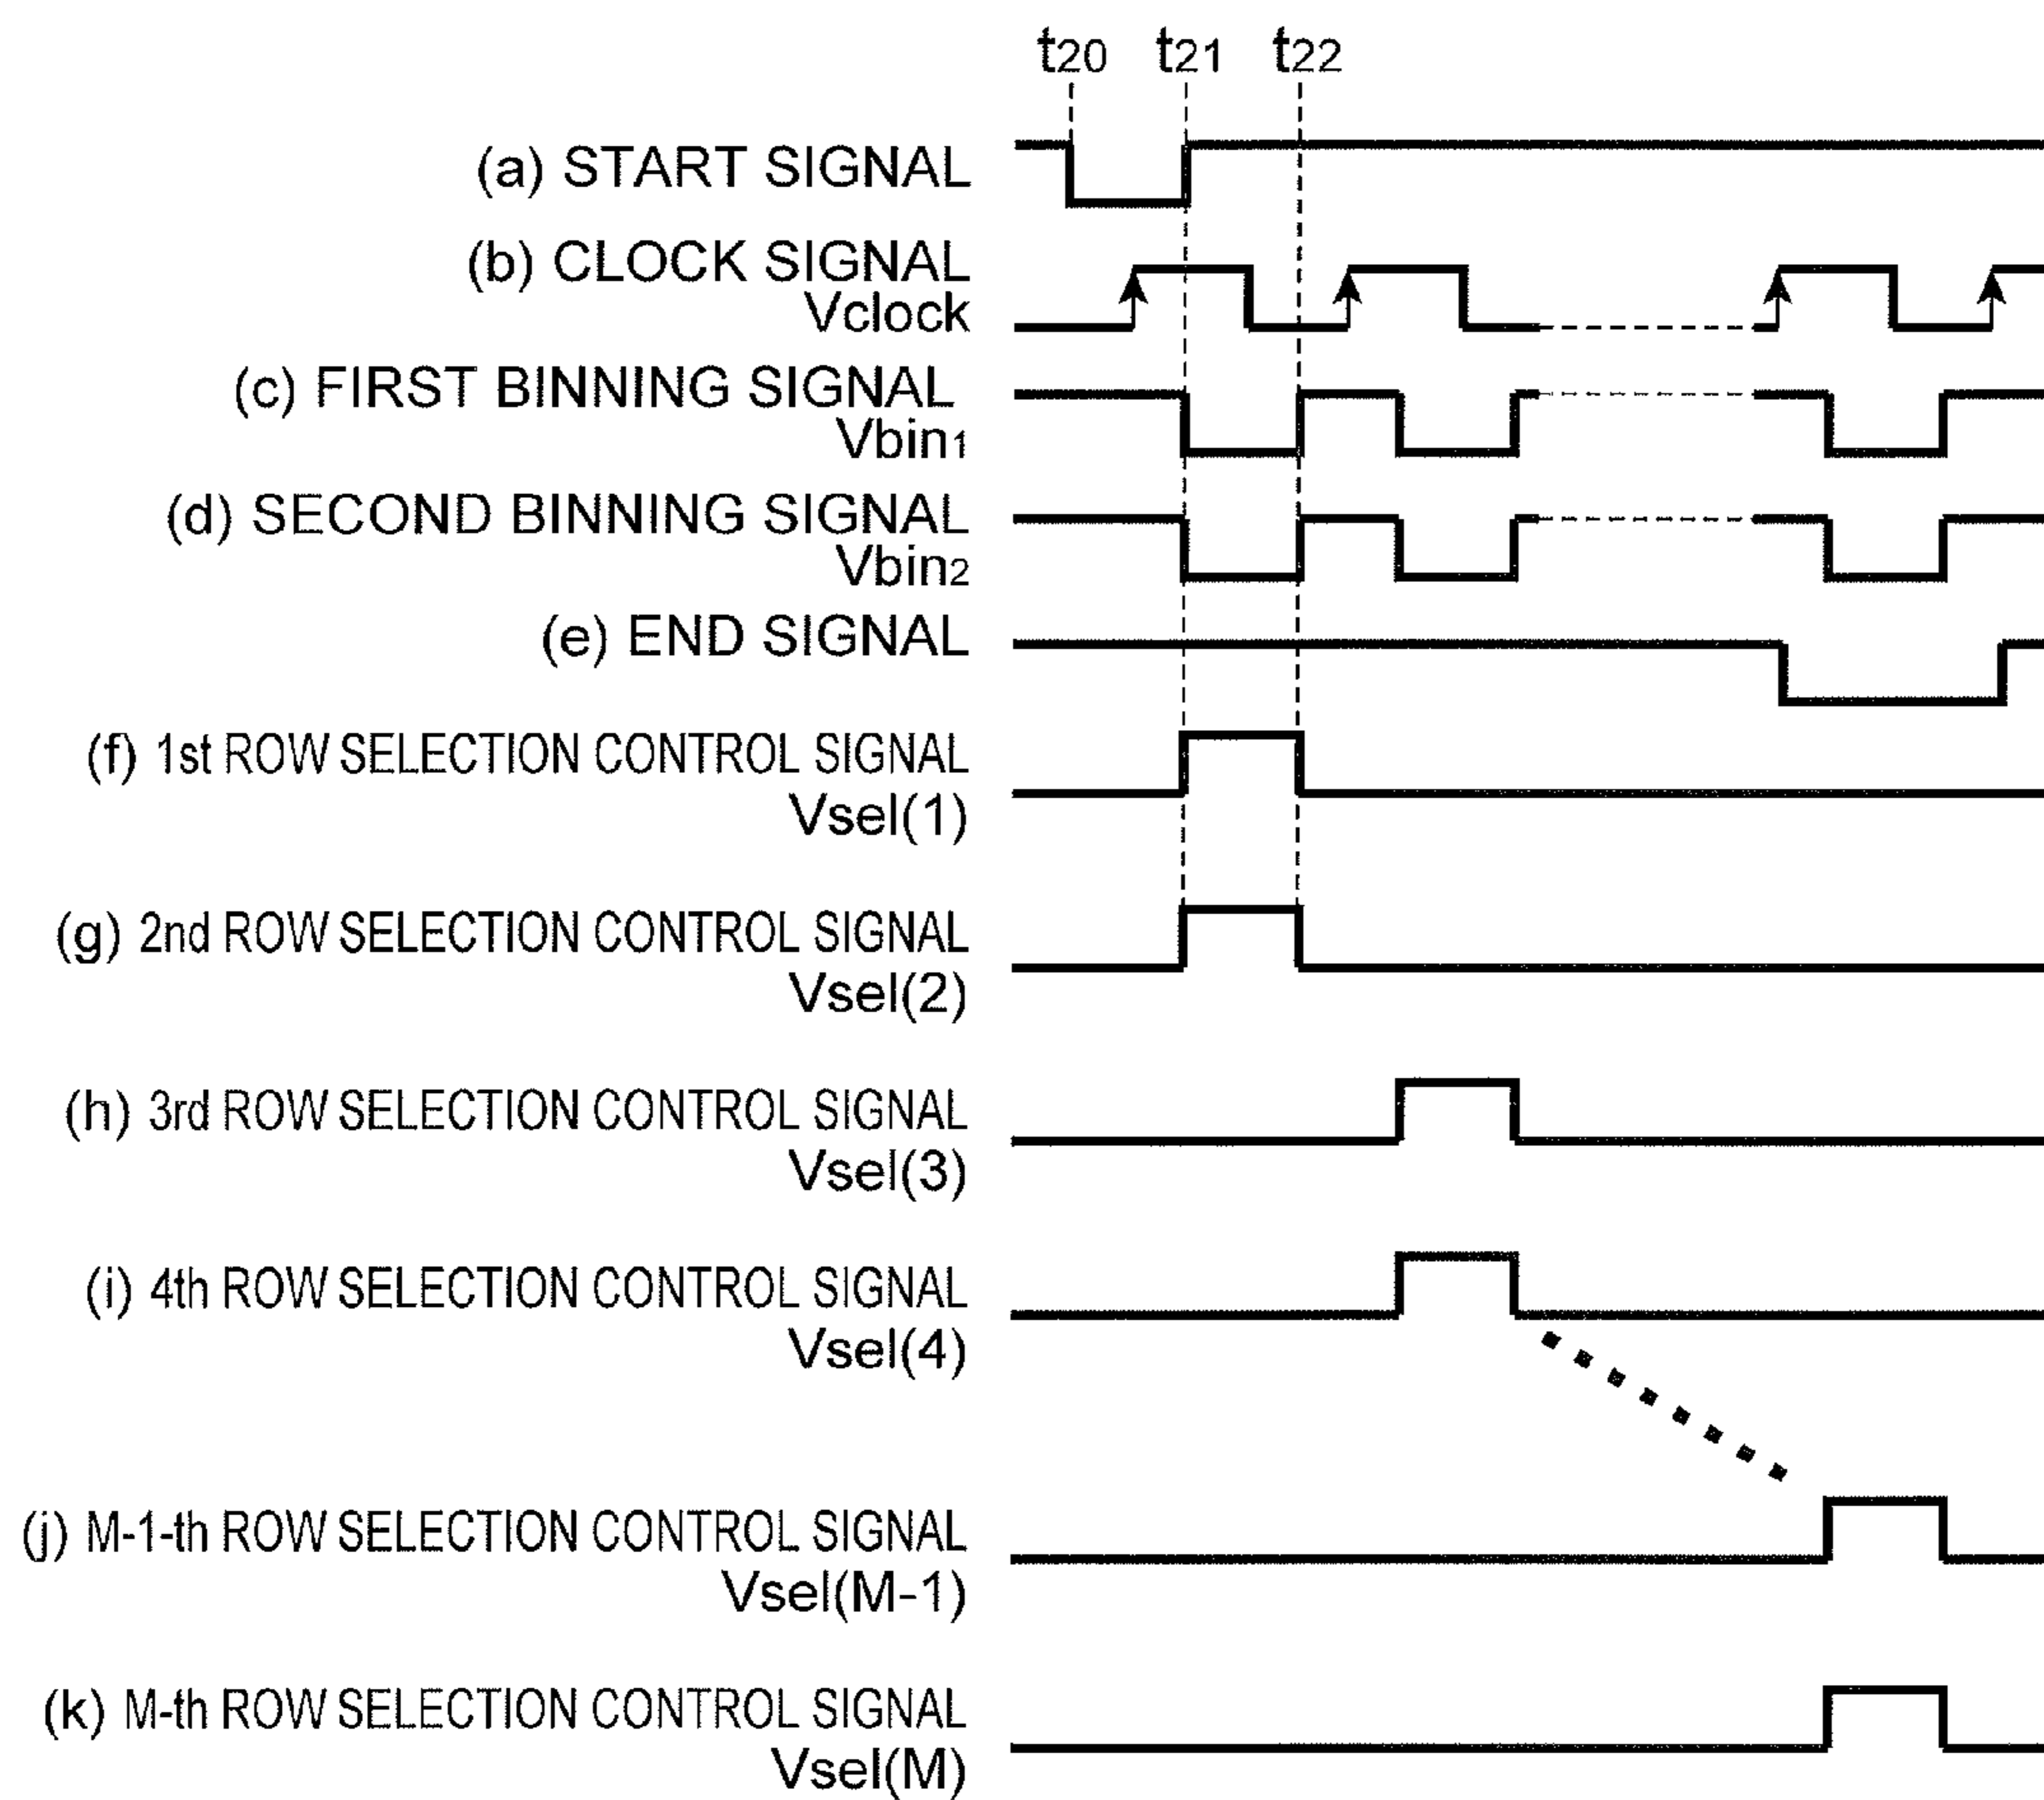 t20 t21 t22
(a) START SIGNAL
(b) CLOCK SIGNAL
Vclock
(c) FIRST BINNING SIGNAL
Vbin1
(d) SECOND BINNING SIGNAL
Vbin2
(e) END SIGNAL
(f) 1st ROW SELECTION CONTROL SIGNAL
Vsel(1)
(g) 2nd ROW SELECTION CONTROL SIGNAL
Vsel(2)
(h) 3rd ROW SELECTION CONTROL SIGNAL
Vsel(3)
(i) 4th ROW SELECTION CONTROL SIGNAL
Vsel(4)
(j) M-1-th ROW SELECTION CONTROL SIGNAL
Vsel(M-1)
(k) M-th ROW SELECTION CONTROL SIGNAL
Vsel(M)